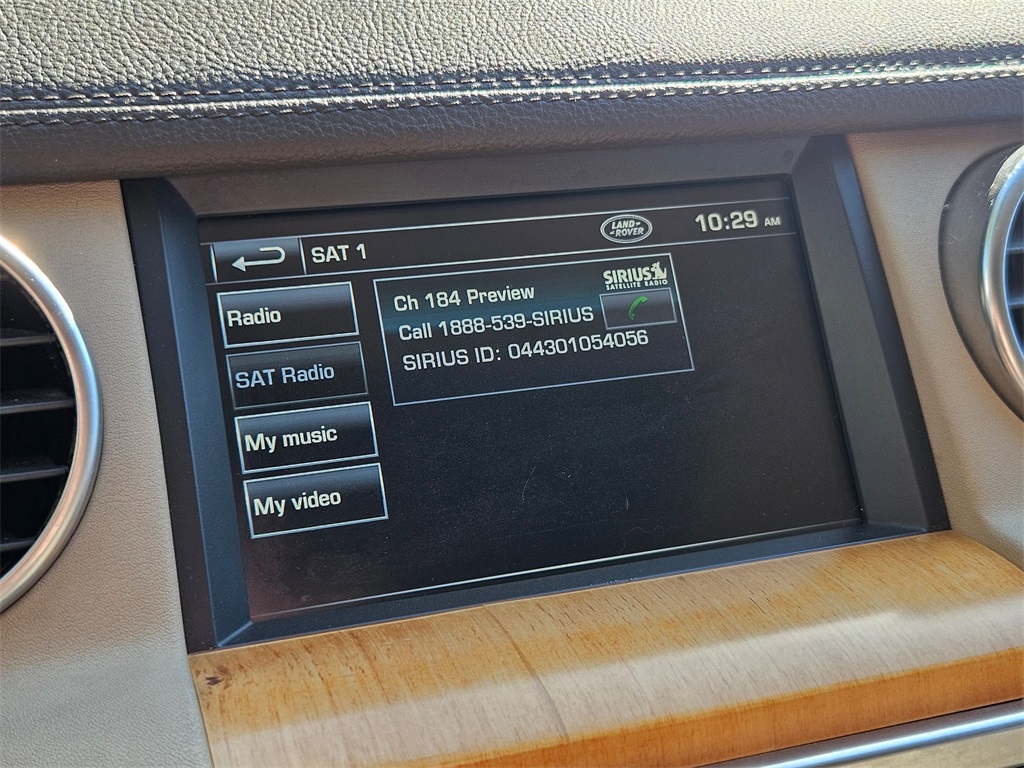 SAT 1
LAND-
-ROVER
10:29 AM
Radio
SAT Radio
My music
My video
Ch 184 Preview
Call 1888-539-SIRIUS
SIRIUS ID: 044301054056
SIRIUS
SATELLITE RADIO